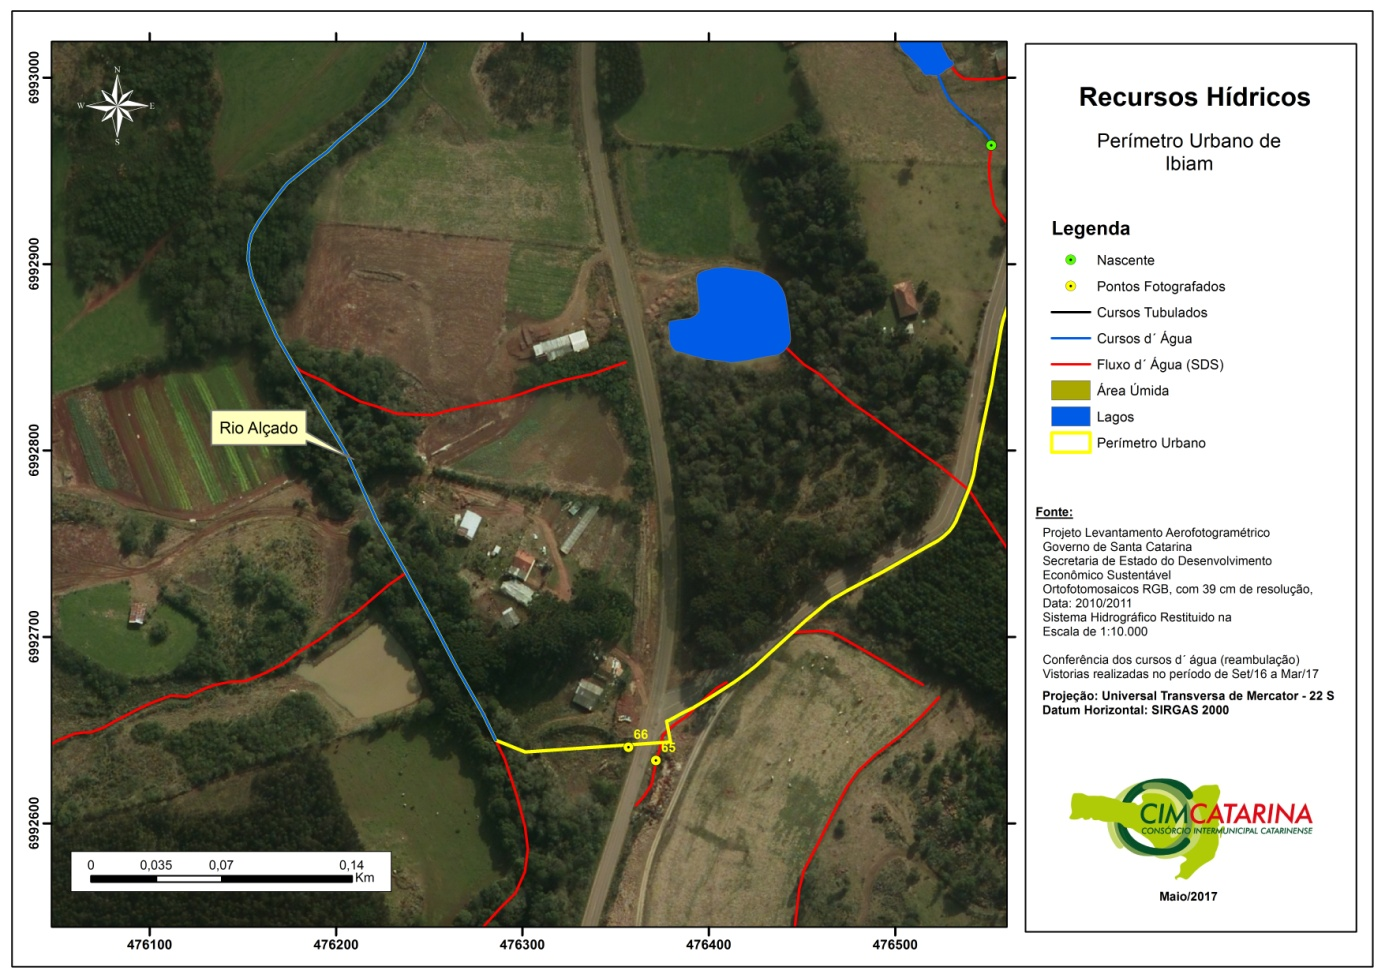 6993000
6992900
6992800
6992700
6992600
N
W
E
S
Rio Alçado
66
65
0
0,035
0,07
0,14
Km
476100
476200
476300
476400
476500
Recursos Hídricos
Perímetro Urbano de
Ibiam
Legenda
Nascente
Pontos Fotografados
Cursos Tubulados
Cursos d´ Água
Fluxo d´ Água (SDS)
Área Úmida
Lagos
Perímetro Urbano
Fonte:
Projeto Levantamento Aerofotogramétrico
Governo de Santa Catarina
Secretaria de Estado do Desenvolvimento
Econômico Sustentável
Ortofotomosaicos RGB, com 39 cm de resolução,
Data: 2010/2011
Sistema Hidrográfico Restituido na
Escala de 1:10.000
Conferência dos cursos d´ água (reambulação)
Vistorias realizadas no período de Set/16 a Mar/17
Projeção: Universal Transversa de Mercator - 22 S
Datum Horizontal: SIRGAS 2000
CIMCATARINA
CONSÓRCIO INTERMUNICIPAL CATARINENSE
Maio/2017